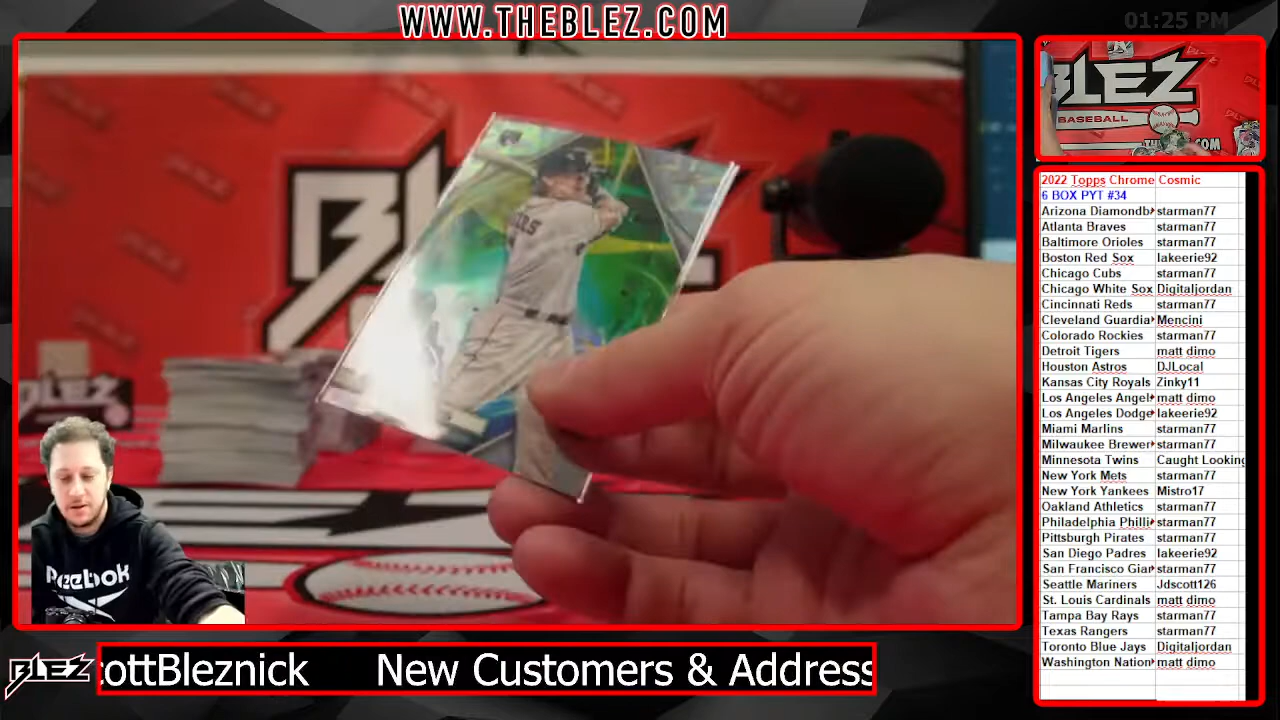 WWW.THEBLEZ.COM
01:25 PM
BLEZ
BASEBALL
.COM
2022 Topps Chrome Cosmic
6 BOX PYT #34
Arizona Diamondb starman77
Atlanta Braves starman77
Baltimore Orioles starman77
Boston Red Sox lakeerie92
Chicago Cubs starman77
Chicago White Sox Digitaljordan
Cincinnati Reds starman77
Cleveland Guardia Mencini
Colorado Rockies starman77
Detroit Tigers matt dimo
Houston Astros DJLocal
Kansas City Royals Zinky11
Los Angeles Angel matt dimo
Los Angeles Dodge lakeerie92
Miami Marlins starman77
Milwaukee Brewer starman77
Minnesota Twins Caught Looking
New York Mets starman77
New York Yankees Mistro17
Oakland Athletics starman77
Philadelphia Philli starman77
Pittsburgh Pirates starman77
San Diego Padres lakeerie92
San Francisco Gian starman77
Seattle Mariners Jdscott126
St. Louis Cardinals matt dimo
Tampa Bay Rays starman77
Texas Rangers starman77
Toronto Blue Jays Digitaljordan
Washington Nation matt dimo
BLEZ
Reebok
BLEZ
ottBleznick New Customers & Address